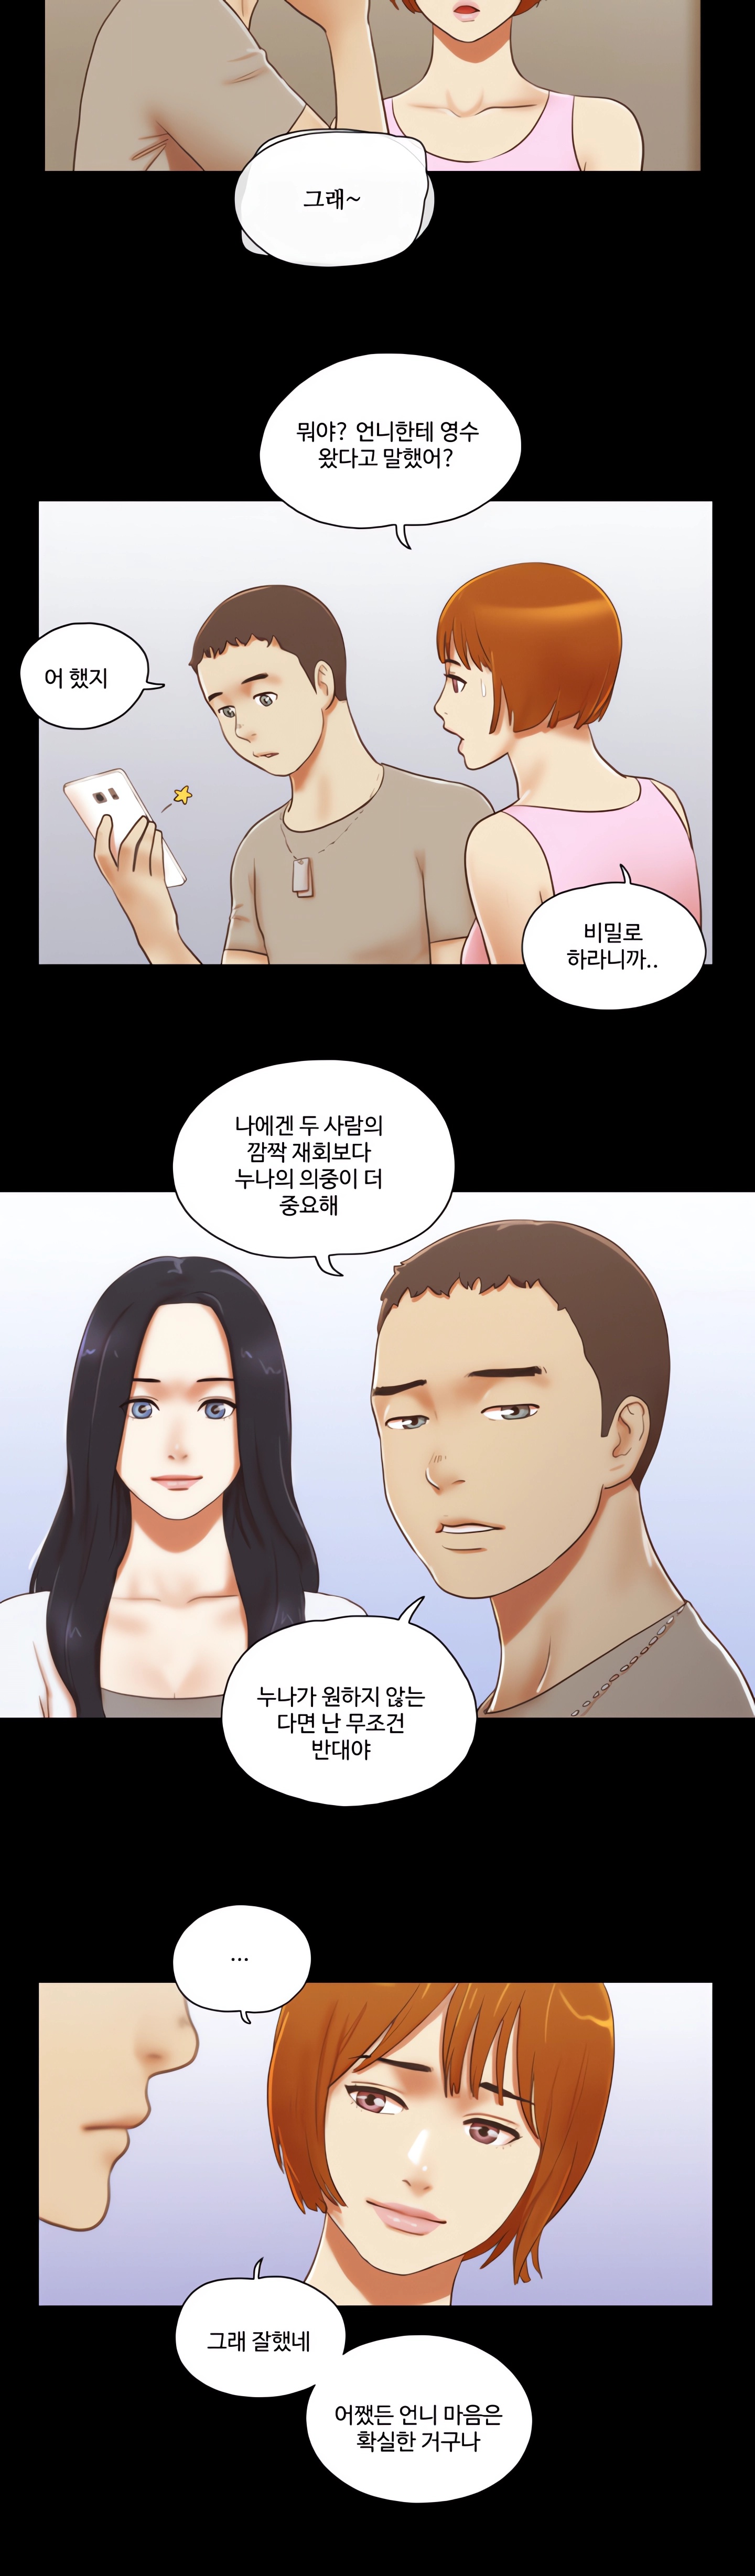 그래~
뭐야? 언니한테 영수
왔다고 말했어?
어 했지
비밀로
하라니까..
나에겐 두 사람의
깜짝 재회보다
누나의 의중이 더
중요해
누나가 원하지 않는
다면 난 무조건
반대야
...
그래 잘했네
어쨌든 언니 마음은
확실한 거구나